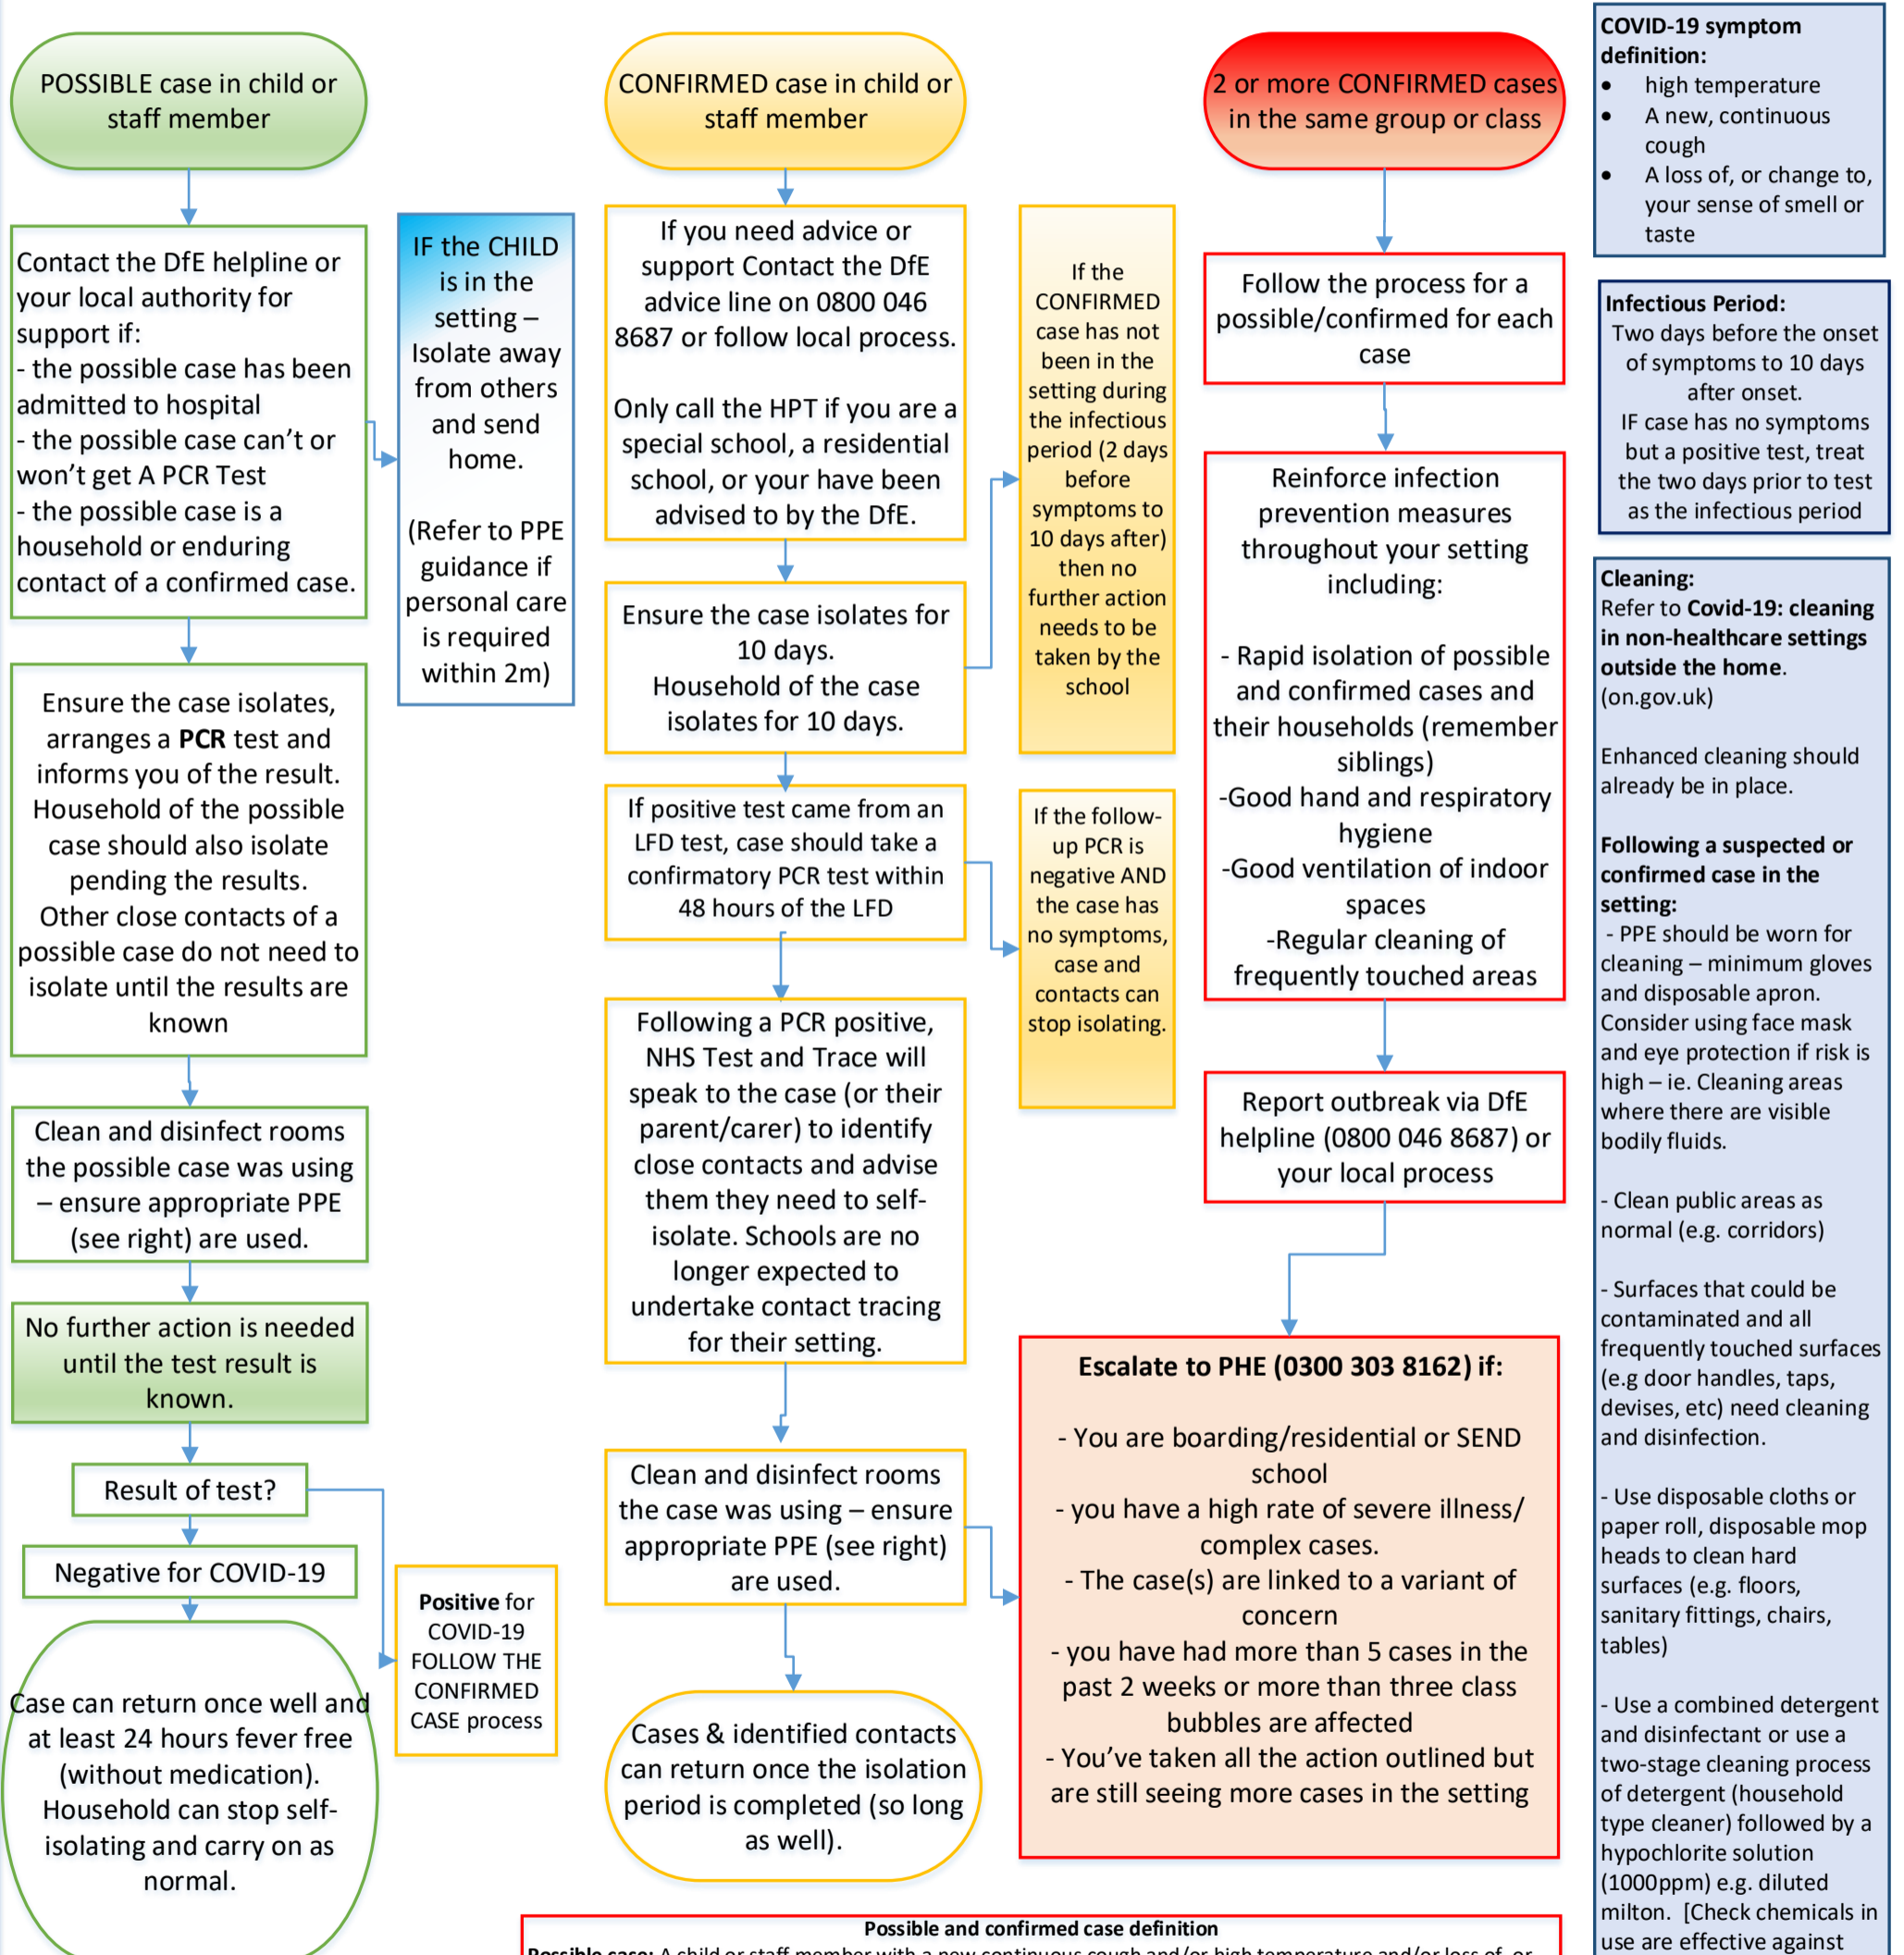 POSSIBLE case in child or
staff member
Contact the DfE helpline or
your local authority for
support if:
- the possible case has been
admitted to hospital
- the possible case can't or
won't get A PCR Test
- the possible case is a
household or enduring
contact of a confirmed case.
IF the CHILD
is in the
setting –
Isolate away
from others
and send
home.
(Refer to PPE
guidance if
personal care
is required
within 2m)
Ensure the case isolates,
arranges a PCR test and
informs you of the result.
Household of the possible
case should also isolate
pending the results.
Other close contacts of a
possible case do not need to
isolate until the results are
known
Clean and disinfect rooms
the possible case was using
– ensure appropriate PPE
(see right) are used.
No further action is needed
until the test result is
known.
Result of test?
Negative for COVID-19
Positive for
COVID-19
FOLLOW THE
CONFIRMED
CASE process
Case can return once well and
at least 24 hours fever free
(without medication).
Household can stop self-
isolating and carry on as
normal.
CONFIRMED case in child or
staff member
If you need advice or
support Contact the DfE
advice line on 0800 046
8687 or follow local process.
Only call the HPT if you are a
special school, a residential
school, or your have been
advised to by the DfE.
Ensure the case isolates for
10 days.
Household of the case
isolates for 10 days.
If the
CONFIRMED
case has not
been in the
setting during
the infectious
period (2 days
before
symptoms to
10 days after)
then no
further action
needs to be
taken by the
school
If positive test came from an
LFD test, case should take a
confirmatory PCR test within
48 hours of the LFD
If the follow-
up PCR is
negative AND
the case has
no symptoms,
case and
contacts can
stop isolating.
Following a PCR positive,
NHS Test and Trace will
speak to the case (or their
parent/carer) to identify
close contacts and advise
them they need to self-
isolate. Schools are no
longer expected to
undertake contact tracing
for their setting.
Clean and disinfect rooms
the case was using – ensure
appropriate PPE (see right)
are used.
Cases & identified contacts
can return once the isolation
period is completed (so long
as well).
2 or more CONFIRMED cases
in the same group or class
Follow the process for a
possible/confirmed for each
case
Reinforce infection
prevention measures
throughout your setting
including:
- Rapid isolation of possible
and confirmed cases and
their households (remember
siblings)
-Good hand and respiratory
hygiene
-Good ventilation of indoor
spaces
-Regular cleaning of
frequently touched areas
Report outbreak via DfE
helpline (0800 046 8687) or
your local process
Escalate to PHE (0300 303 8162) if:
- You are boarding/residential or SEND
school
- you have a high rate of severe illness/
complex cases.
- The case(s) are linked to a variant of
concern
- you have had more than 5 cases in the
past 2 weeks or more than three class
bubbles are affected
- You've taken all the action outlined but
are still seeing more cases in the setting
COVID-19 symptom
definition:
• high temperature
• A new, continuous
cough
• A loss of, or change to,
your sense of smell or
taste
Infectious Period:
Two days before the onset
of symptoms to 10 days
after onset.
IF case has no symptoms
but a positive test, treat
the two days prior to test
as the infectious period
Cleaning:
Refer to Covid-19: cleaning
in non-healthcare settings
outside the home.
(on.gov.uk)
Enhanced cleaning should
already be in place.
Following a suspected or
confirmed case in the
setting:
- PPE should be worn for
cleaning – minimum gloves
and disposable apron.
Consider using face mask
and eye protection if risk is
high – ie. Cleaning areas
where there are visible
bodily fluids.
- Clean public areas as
normal (e.g. corridors)
- Surfaces that could be
contaminated and all
frequently touched surfaces
(e.g door handles, taps,
devises, etc) need cleaning
and disinfection.
- Use disposable cloths or
paper roll, disposable mop
heads to clean hard
surfaces (e.g. floors,
sanitary fittings, chairs,
tables)
- Use a combined detergent
and disinfectant or use a
two-stage cleaning process
of detergent (household
type cleaner) followed by a
hypochlorite solution
(1000ppm) e.g. diluted
milton. [Check chemicals in
use are effective against
Possible and confirmed case definition
Possible case: A child or staff member with a new continuous cough and/or high temperature and/or loss of, or